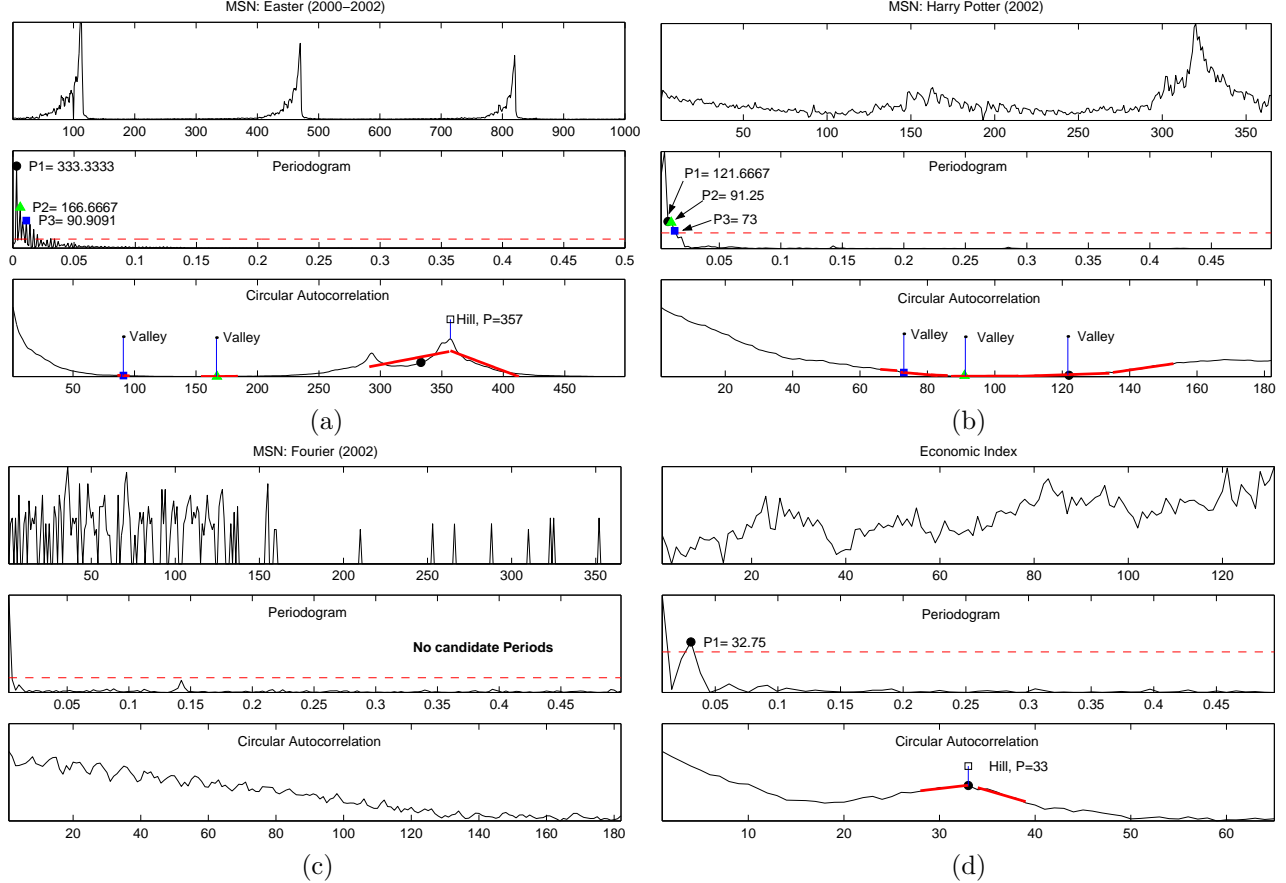 MSN: Easter (2000–2002)
100 200 300 400 500 600 700 800 900 1000
Periodogram
P1= 333.3333
P2= 166.6667
P3= 90.9091
0 0.05 0.1 0.15 0.2 0.25 0.3 0.35 0.4 0.45 0.5
Circular Autocorrelation
Valley
Valley
Hill, P=357
50 100 150 200 250 300 350 400 450
(a)
MSN: Harry Potter (2002)
50 100 150 200 250 300 350
Periodogram
P1= 121.6667
P2= 91.25
P3= 73
0.05 0.1 0.15 0.2 0.25 0.3 0.35 0.4 0.45
Circular Autocorrelation
Valley
Valley
Valley
20 40 60 80 100 120 140 160 180
(b)
MSN: Fourier (2002)
50 100 150 200 250 300 350
Periodogram
No candidate Periods
0.05 0.1 0.15 0.2 0.25 0.3 0.35 0.4 0.45
Circular Autocorrelation
20 40 60 80 100 120 140 160 180
(c)
Economic Index
20 40 60 80 100 120
Periodogram
P1= 32.75
0.05 0.1 0.15 0.2 0.25 0.3 0.35 0.4 0.45
Circular Autocorrelation
Hill, P=33
10 20 30 40 50 60
(d)